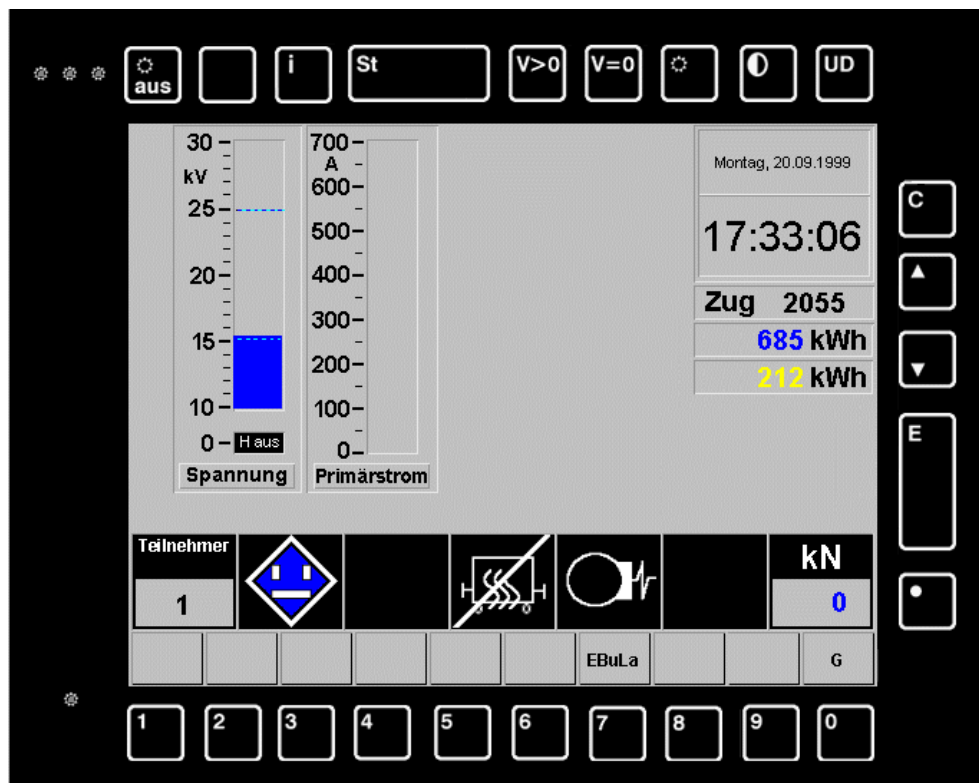 aus
i
St
V>0
V=0
UD
30
kV
25
20
15
10
0
H aus
Spannung
700
A
600
500
400
300
200
100
0
Primärstrom
Montag, 20.09.1999
17:33:06
Zug 2055
685 kWh
212 kWh
C
E
Teilnehmer
1
kN
0
EBuLa
G
1
2
3
4
5
6
7
8
9
0